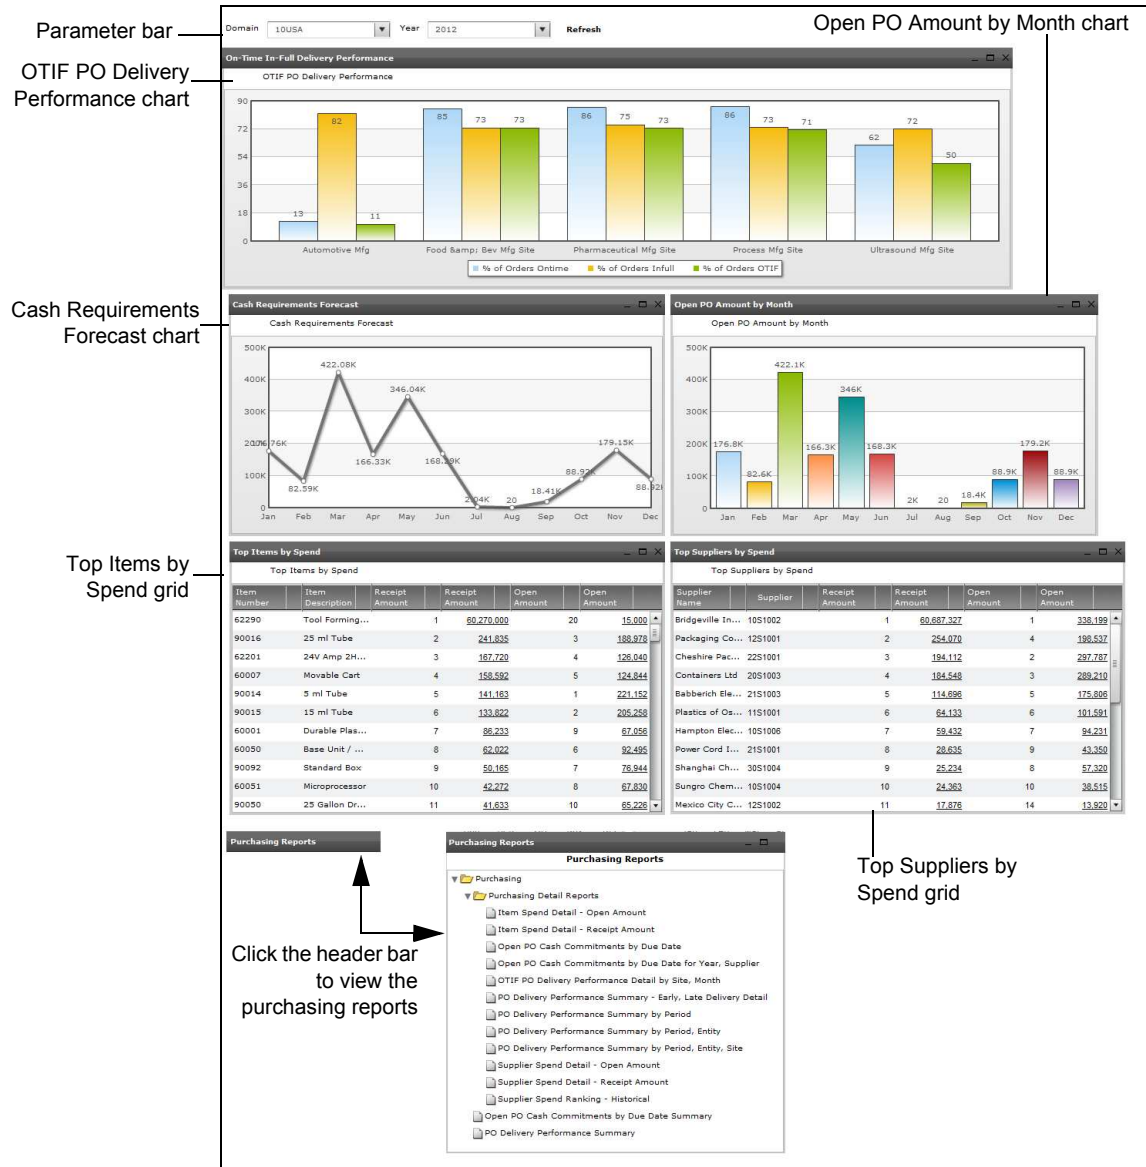 Parameter bar
Domain 10USA Year 2012 Refresh
Open PO Amount by Month chart
OTIF PO Delivery
Performance chart
On-Time In-Full Delivery Performance
OTIF PO Delivery Performance
90
72
54
36
18
0
13 82 11
85 73 73
86 75 73
86 73 71
62 72 50
Automotive Mfg Food &amp; Bev Mfg Site Pharmaceutical Mfg Site Process Mfg Site Ultrasound Mfg Site
% of Orders Ontime % of Orders Infull % of Orders OTIF
Cash Requirements
Forecast chart
Cash Requirements Forecast
Cash Requirements Forecast
500K
400K
300K
200K
100K
0
176.76K 82.59K 422.08K 166.33K 346.04K 168.29K 2.04K 20 18.41K 88.92K 179.15K 88.92K
Jan Feb Mar Apr May Jun Jul Aug Sep Oct Nov Dec
Open PO Amount by Month
Open PO Amount by Month
500K
400K
300K
200K
100K
0
176.8K 82.6K 422.1K 166.3K 346K 168.3K 2K 20 18.4K 88.9K 179.2K 88.9K
Jan Feb Mar Apr May Jun Jul Aug Sep Oct Nov Dec
Top Items by
Spend grid
Top Items by Spend
Top Items by Spend
Item Number Item Description Receipt Amount Receipt Amount Open Amount Open Amount
62290 Tool Forming... 1 60,270,000 20 15,000
90016 25 ml Tube 2 241,835 3 188,978
62201 24V Amp 2H... 3 167,720 4 126,040
60007 Movable Cart 4 158,592 5 124,844
90014 5 ml Tube 5 141,163 1 221,152
90015 15 ml Tube 6 133,822 2 205,258
60001 Durable Plas... 7 86,233 9 67,056
60050 Base Unit / ... 8 62,022 6 92,495
90092 Standard Box 9 50,165 7 76,944
60051 Microprocessor 10 42,272 8 67,830
90050 25 Gallon Dr... 11 41,633 10 65,226
Top Suppliers by Spend
Top Suppliers by Spend
Supplier Name Supplier Receipt Amount Receipt Amount Open Amount Open Amount
Bridgeville In... 10S1002 1 60,687,327 1 338,199
Packaging Co... 12S1001 2 254,070 4 198,537
Cheshire Pac... 22S1001 3 194,112 2 297,787
Containers Ltd 20S1003 4 184,548 3 289,210
Babberich Ele... 21S1003 5 114,696 5 175,806
Plastics of Os... 11S1001 6 64,133 6 101,591
Hampton Elec... 10S1006 7 59,432 7 94,231
Power Cord I... 21S1001 8 28,635 9 43,350
Shanghai Ch... 30S1004 9 25,234 8 57,320
Sungro Chem... 10S1004 10 24,363 10 38,515
Mexico City C... 12S1002 11 17,876 14 13,920
Top Suppliers by
Spend grid
Purchasing Reports
Click the header bar
to view the
purchasing reports
Purchasing Reports
Purchasing Reports
Purchasing
Purchasing Detail Reports
Item Spend Detail - Open Amount
Item Spend Detail - Receipt Amount
Open PO Cash Commitments by Due Date
Open PO Cash Commitments by Due Date for Year, Supplier
OTIF PO Delivery Performance Detail by Site, Month
PO Delivery Performance Summary - Early, Late Delivery Detail
PO Delivery Performance Summary by Period
PO Delivery Performance Summary by Period, Entity
PO Delivery Performance Summary by Period, Entity, Site
Supplier Spend Detail - Open Amount
Supplier Spend Detail - Receipt Amount
Supplier Spend Ranking - Historical
Open PO Cash Commitments by Due Date Summary
PO Delivery Performance Summary